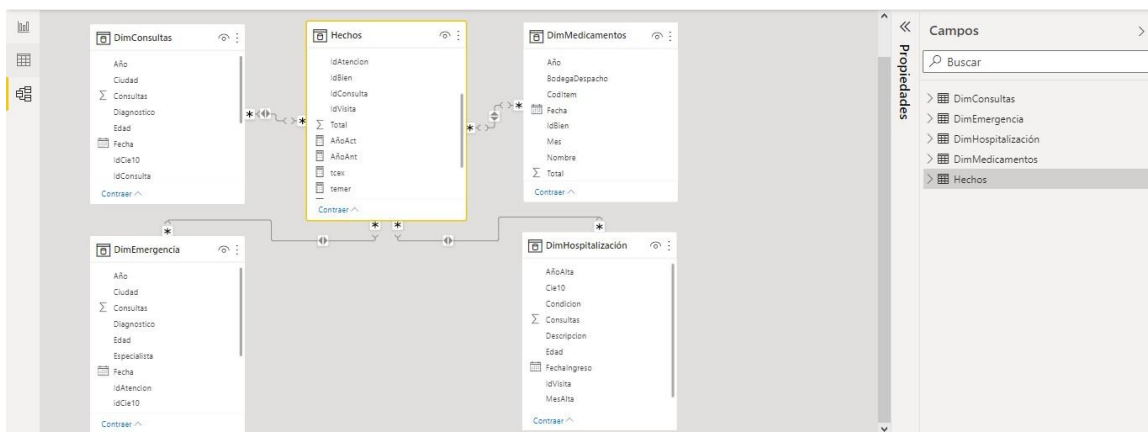 DimConsultas
Año
Ciudad
Consultas
Diagnostico
Edad
Fecha
IdCie10
IdConsulta
Contraer
Hechos
IdAtencion
IdBien
IdConsulta
IdVisita
Total
AñoAct
AñoAnt
tcex
temer
Contraer
DimMedicamentos
Año
BodegaDespacho
CodItem
Fecha
IdBien
Mes
Nombre
Total
Contraer
DimEmergencia
Año
Ciudad
Consultas
Diagnostico
Edad
Especialista
Fecha
IdAtencion
IdCie10
Contraer
DimHospitalización
AñoAlta
Cie10
Condicion
Consultas
Descripcion
Edad
FechaIngreso
IdVisita
MesAlta
Contraer
Propiedades
Campos
Buscar
DimConsultas
DimEmergencia
DimHospitalización
DimMedicamentos
Hechos